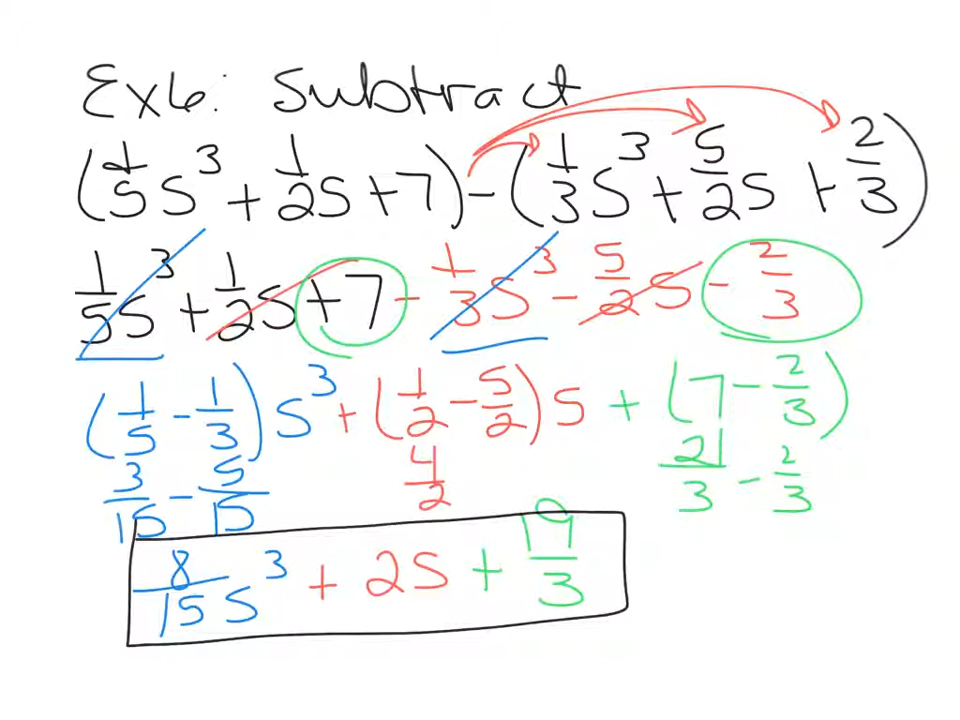 Ex6: Subtract
(1/5 s³ + 1/2 s + 7) - (1/3 s³ + 5/2 s + 2/3)
1/5 s³ + 1/2 s + 7 - 1/3 s³ - 5/2 s - 2/3
(1/5 - 1/3) s³ + (1/2 - 5/2) s + (7 - 2/3)
3/15 - 5/15 4/2 21/3 - 2/3
8/15 s³ + 2s + 19/3